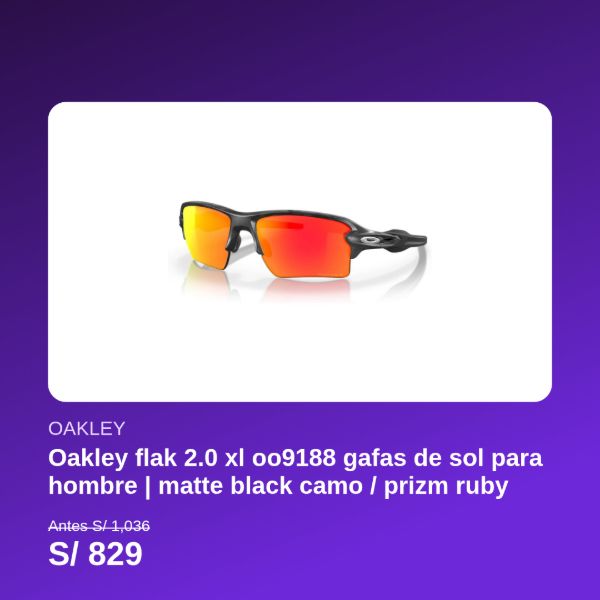 OAKLEY
Oakley flak 2.0 xl oo9188 gafas de sol para
hombre | matte black camo / prizm ruby
Antes S/ 1,036
S/ 829